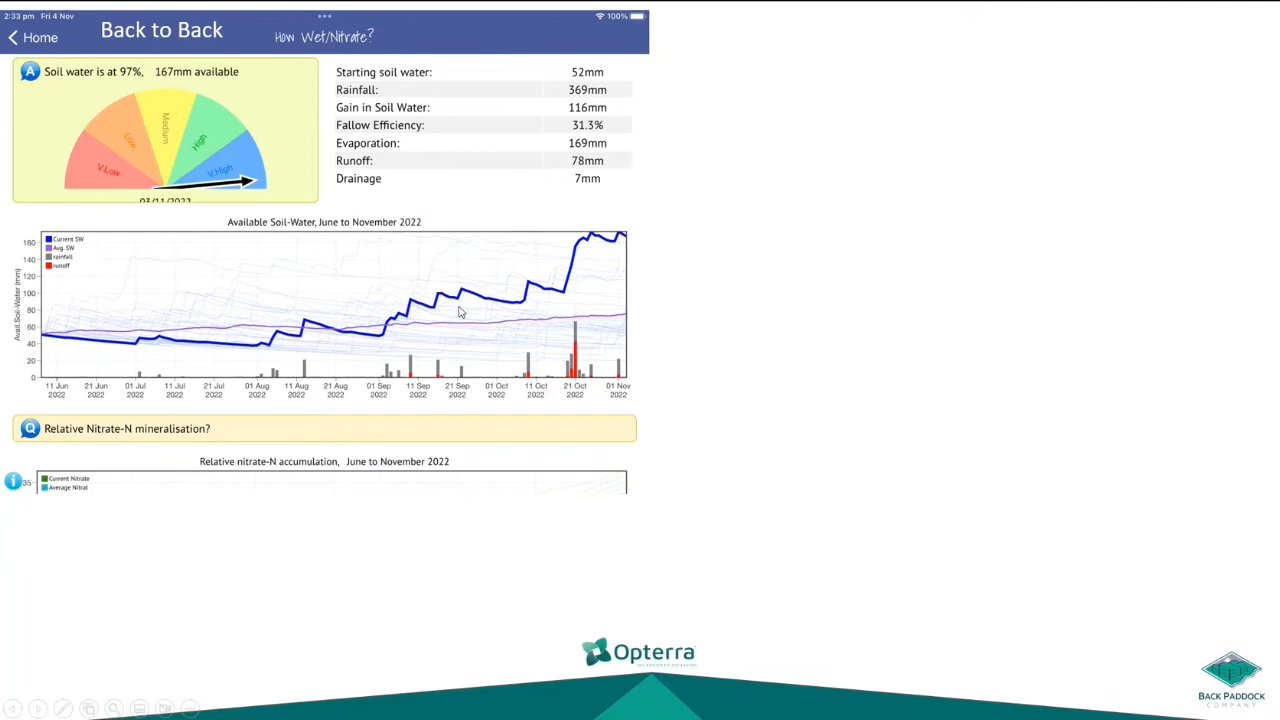 2:33 pm Fri 4 Nov
100%
Home
Back to Back
How Wet/Nitrate?
A Soil water is at 97%, 167mm available
V.Low
Low
Medium
High
V.High
03/11/2022
Starting soil water: 52mm
Rainfall: 369mm
Gain in Soil Water: 116mm
Fallow Efficiency: 31.3%
Evaporation: 169mm
Runoff: 78mm
Drainage 7mm
Available Soil-Water, June to November 2022
Current SW
Avg. SW
rainfall
runoff
Avail.Soil-Water (mm)
160
140
120
100
80
60
40
20
0
11 Jun 21 Jun 01 Jul 11 Jul 21 Jul 01 Aug 11 Aug 21 Aug 01 Sep 11 Sep 21 Sep 01 Oct 11 Oct 21 Oct 01 Nov
2022 2022 2022 2022 2022 2022 2022 2022 2022 2022 2022 2022 2022 2022 2022
Q Relative Nitrate-N mineralisation?
Relative nitrate-N accumulation, June to November 2022
i
35
Current Nitrate
Average Nitrat
Opterra
BACK PADDOCK
COMPANY